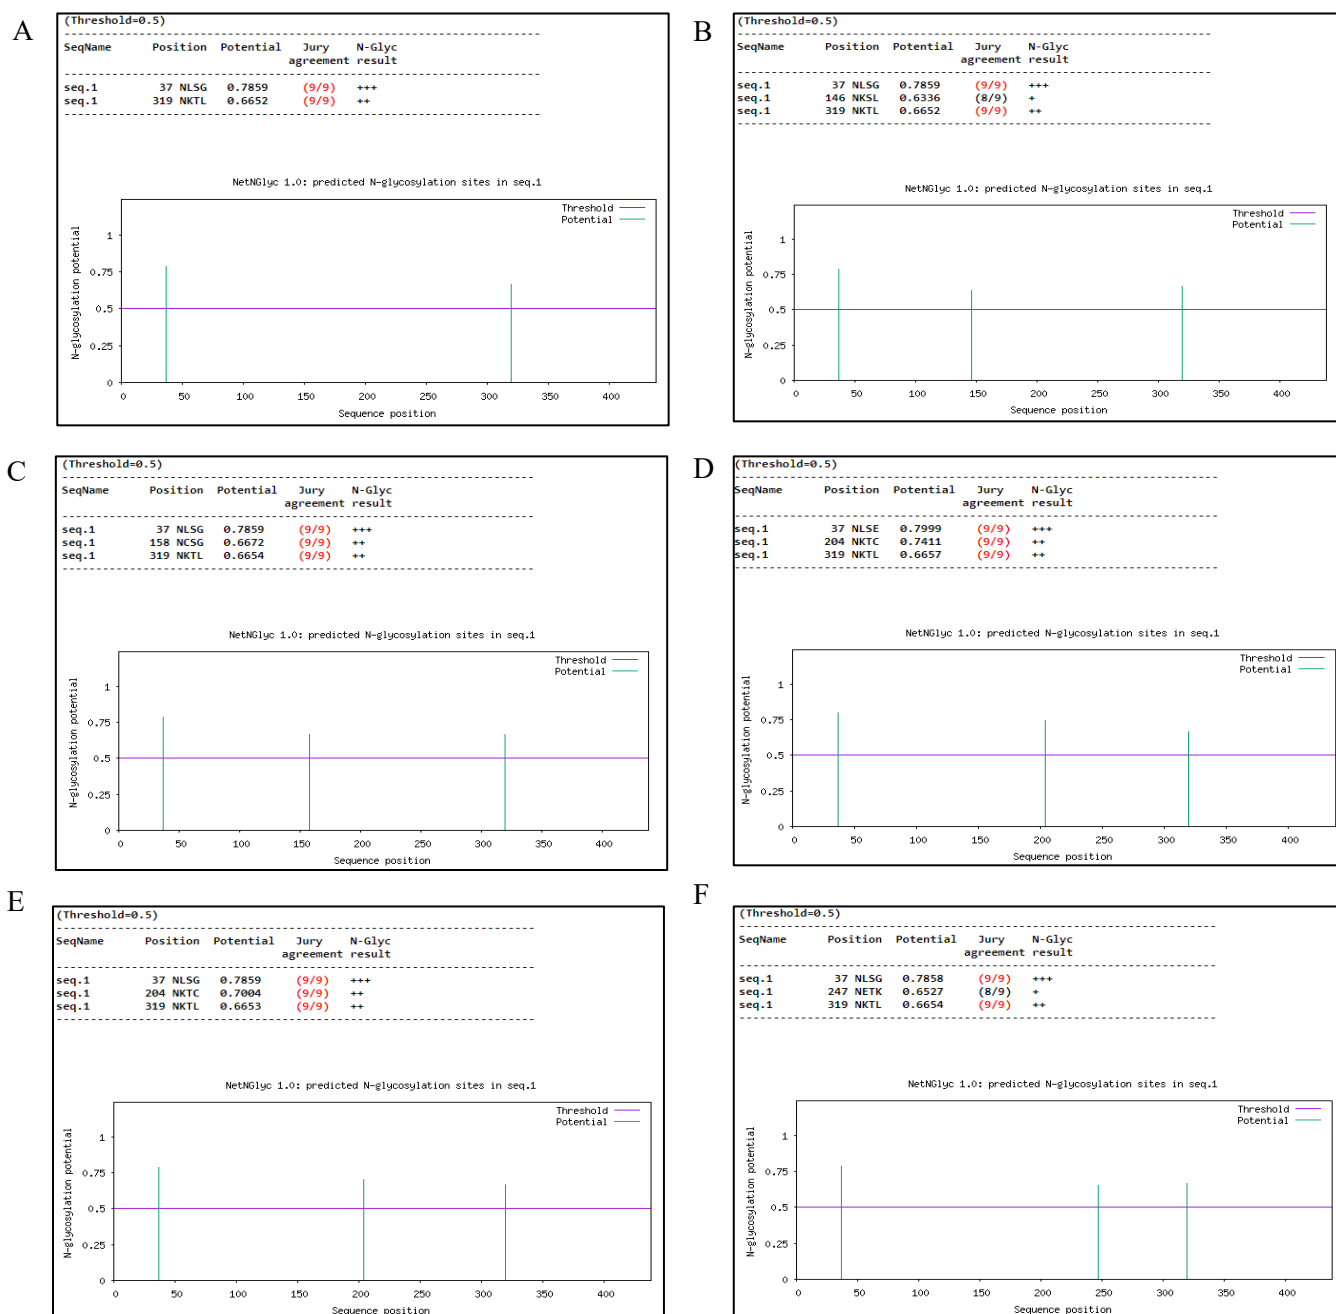 A
(Threshold=0.5)
----------------------------------------------------------------------
SeqName Position Potential Jury N-Glyc
agreement result
----------------------------------------------------------------------
seq.1 37 NLSG 0.7859 (9/9) +++
seq.1 319 NKTL 0.6652 (9/9) ++
----------------------------------------------------------------------
NetNGlyc 1.0: predicted N-glycosylation sites in seq.1
Threshold
Potential
N-glycosylation potential
1
0.75
0.5
0.25
0
0 50 100 150 200 250 300 350 400
Sequence position
B
(Threshold=0.5)
----------------------------------------------------------------------
SeqName Position Potential Jury N-Glyc
agreement result
----------------------------------------------------------------------
seq.1 37 NLSG 0.7859 (9/9) +++
seq.1 146 NKSL 0.6336 (8/9) +
seq.1 319 NKTL 0.6652 (9/9) ++
----------------------------------------------------------------------
NetNGlyc 1.0: predicted N-glycosylation sites in seq.1
Threshold
Potential
N-glycosylation potential
1
0.75
0.5
0.25
0
0 50 100 150 200 250 300 350 400
Sequence position
C
(Threshold=0.5)
----------------------------------------------------------------------
SeqName Position Potential Jury N-Glyc
agreement result
----------------------------------------------------------------------
seq.1 37 NLSG 0.7859 (9/9) +++
seq.1 158 NCSG 0.6672 (9/9) ++
seq.1 319 NKTL 0.6654 (9/9) ++
----------------------------------------------------------------------
NetNGlyc 1.0: predicted N-glycosylation sites in seq.1
Threshold
Potential
N-glycosylation potential
1
0.75
0.5
0.25
0
0 50 100 150 200 250 300 350 400
Sequence position
D
(Threshold=0.5)
----------------------------------------------------------------------
SeqName Position Potential Jury N-Glyc
agreement result
----------------------------------------------------------------------
seq.1 37 NLSE 0.7999 (9/9) +++
seq.1 204 NKTC 0.7411 (9/9) ++
seq.1 319 NKTL 0.6657 (9/9) ++
----------------------------------------------------------------------
NetNGlyc 1.0: predicted N-glycosylation sites in seq.1
Threshold
Potential
N-glycosylation potential
1
0.75
0.5
0.25
0
0 50 100 150 200 250 300 350 400
Sequence position
E
(Threshold=0.5)
----------------------------------------------------------------------
SeqName Position Potential Jury N-Glyc
agreement result
----------------------------------------------------------------------
seq.1 37 NLSG 0.7859 (9/9) +++
seq.1 204 NKTC 0.7004 (9/9) ++
seq.1 319 NKTL 0.6653 (9/9) ++
----------------------------------------------------------------------
NetNGlyc 1.0: predicted N-glycosylation sites in seq.1
Threshold
Potential
N-glycosylation potential
1
0.75
0.5
0.25
0
0 50 100 150 200 250 300 350 400
Sequence position
F
(Threshold=0.5)
----------------------------------------------------------------------
SeqName Position Potential Jury N-Glyc
agreement result
----------------------------------------------------------------------
seq.1 37 NLSG 0.7858 (9/9) +++
seq.1 247 NETK 0.6527 (8/9) +
seq.1 319 NKTL 0.6654 (9/9) ++
----------------------------------------------------------------------
NetNGlyc 1.0: predicted N-glycosylation sites in seq.1
Threshold
Potential
N-glycosylation potential
1
0.75
0.5
0.25
0
0 50 100 150 200 250 300 350 400
Sequence position